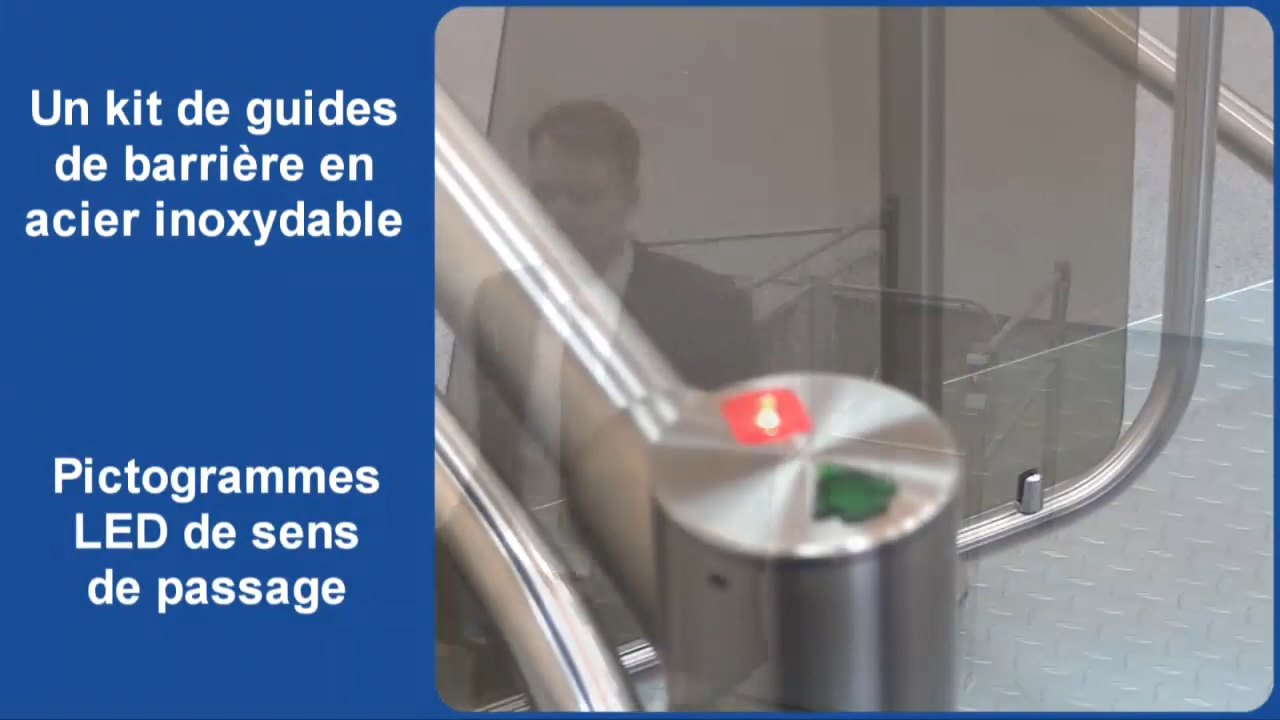 Un kit de guides
de barrière en
acier inoxydable
Pictogrammes
LED de sens
de passage